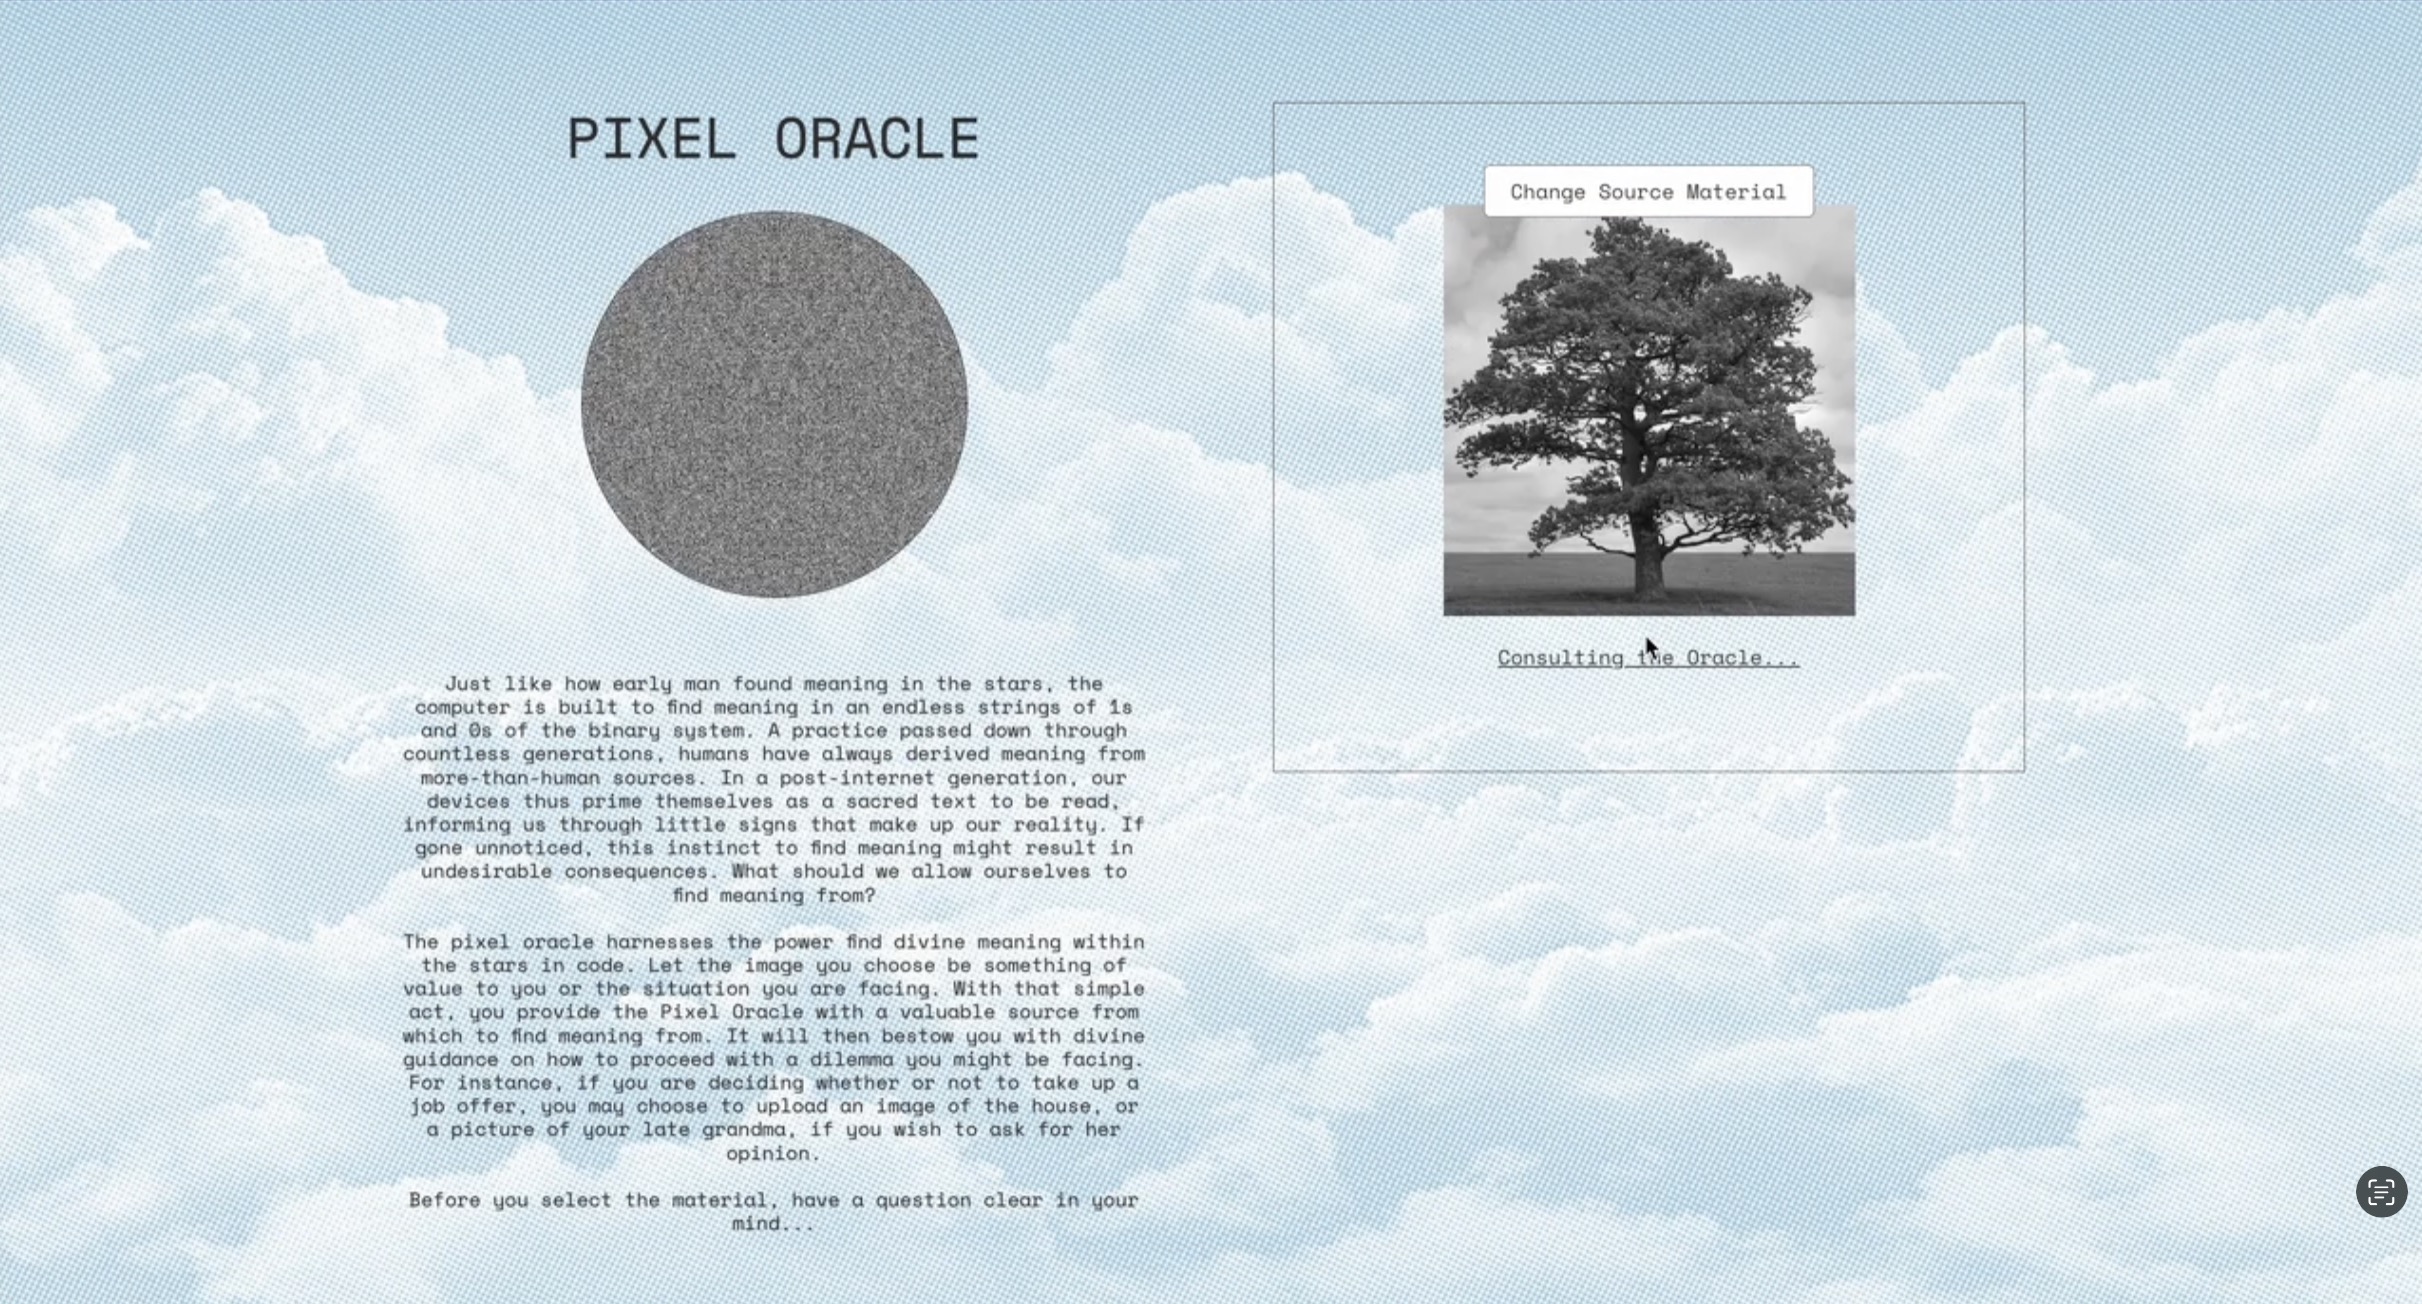 PIXEL ORACLE
Just like how early man found meaning in the stars, the
computer is built to find meaning in an endless strings of 1s
and 0s of the binary system. A practice passed down through
countless generations, humans have always derived meaning from
more-than-human sources. In a post-internet generation, our
devices thus prime themselves as a sacred text to be read,
informing us through little signs that make up our reality. If
gone unnoticed, this instinct to find meaning might result in
undesirable consequences. What should we allow ourselves to
find meaning from?
The pixel oracle harnesses the power find divine meaning within
the stars in code. Let the image you choose be something of
value to you or the situation you are facing. With that simple
act, you provide the Pixel Oracle with a valuable source from
which to find meaning from. It will then bestow you with divine
guidance on how to proceed with a dilemma you might be facing.
For instance, if you are deciding whether or not to take up a
job offer, you may choose to upload an image of the house, or
a picture of your late grandma, if you wish to ask for her
opinion.
Before you select the material, have a question clear in your
mind...
Change Source Material
Consulting the Oracle...